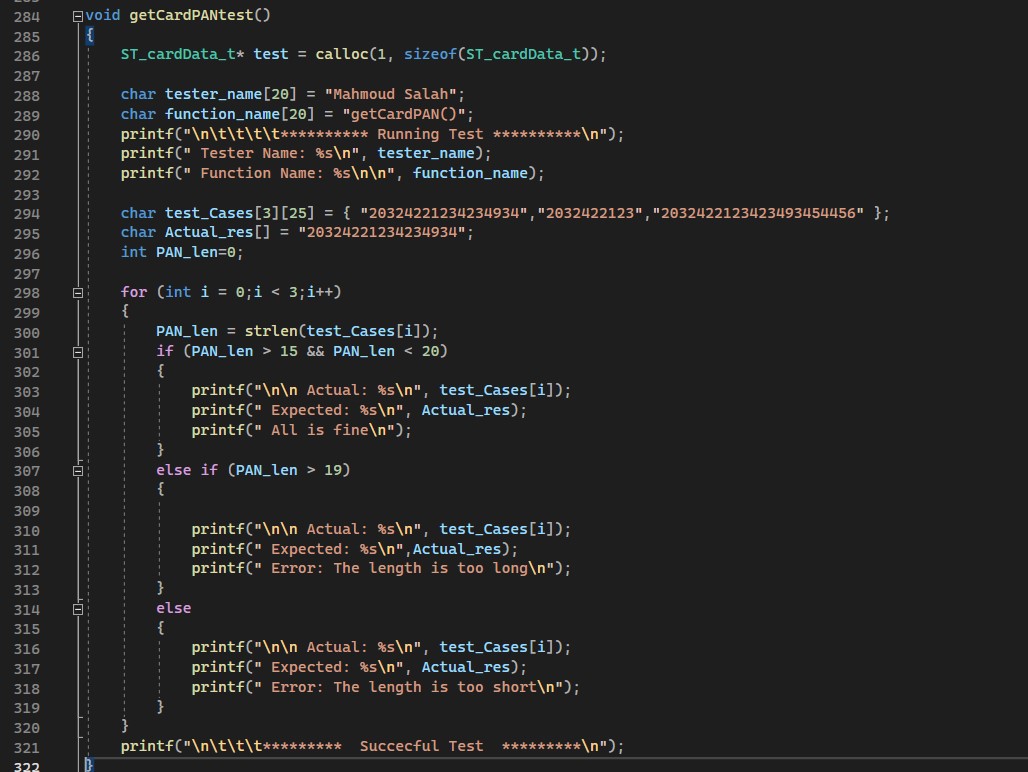 284 void getCardPANtest()
285 {
286 ST_cardData_t* test = calloc(1, sizeof(ST_cardData_t));
287
288 char tester_name[20] = "Mahmoud Salah";
289 char function_name[20] = "getCardPAN()";
290 printf("\n\t\t\t\t********** Running Test **********\n");
291 printf(" Tester Name: %s\n", tester_name);
292 printf(" Function Name: %s\n\n", function_name);
293
294 char test_Cases[3][25] = { "20324221234234934","2032422123","2032422123423493454456" };
295 char Actual_res[] = "20324221234234934";
296 int PAN_len=0;
297
298 for (int i = 0;i < 3;i++)
299 {
300 PAN_len = strlen(test_Cases[i]);
301 if (PAN_len > 15 && PAN_len < 20)
302 {
303 printf("\n\n Actual: %s\n", test_Cases[i]);
304 printf(" Expected: %s\n", Actual_res);
305 printf(" All is fine\n");
306 }
307 else if (PAN_len > 19)
308 {
309
310 printf("\n\n Actual: %s\n", test_Cases[i]);
311 printf(" Expected: %s\n",Actual_res);
312 printf(" Error: The length is too long\n");
313 }
314 else
315 {
316 printf("\n\n Actual: %s\n", test_Cases[i]);
317 printf(" Expected: %s\n", Actual_res);
318 printf(" Error: The length is too short\n");
319 }
320 }
321 printf("\n\t\t\t*********  Succecful Test  *********\n");
322 }